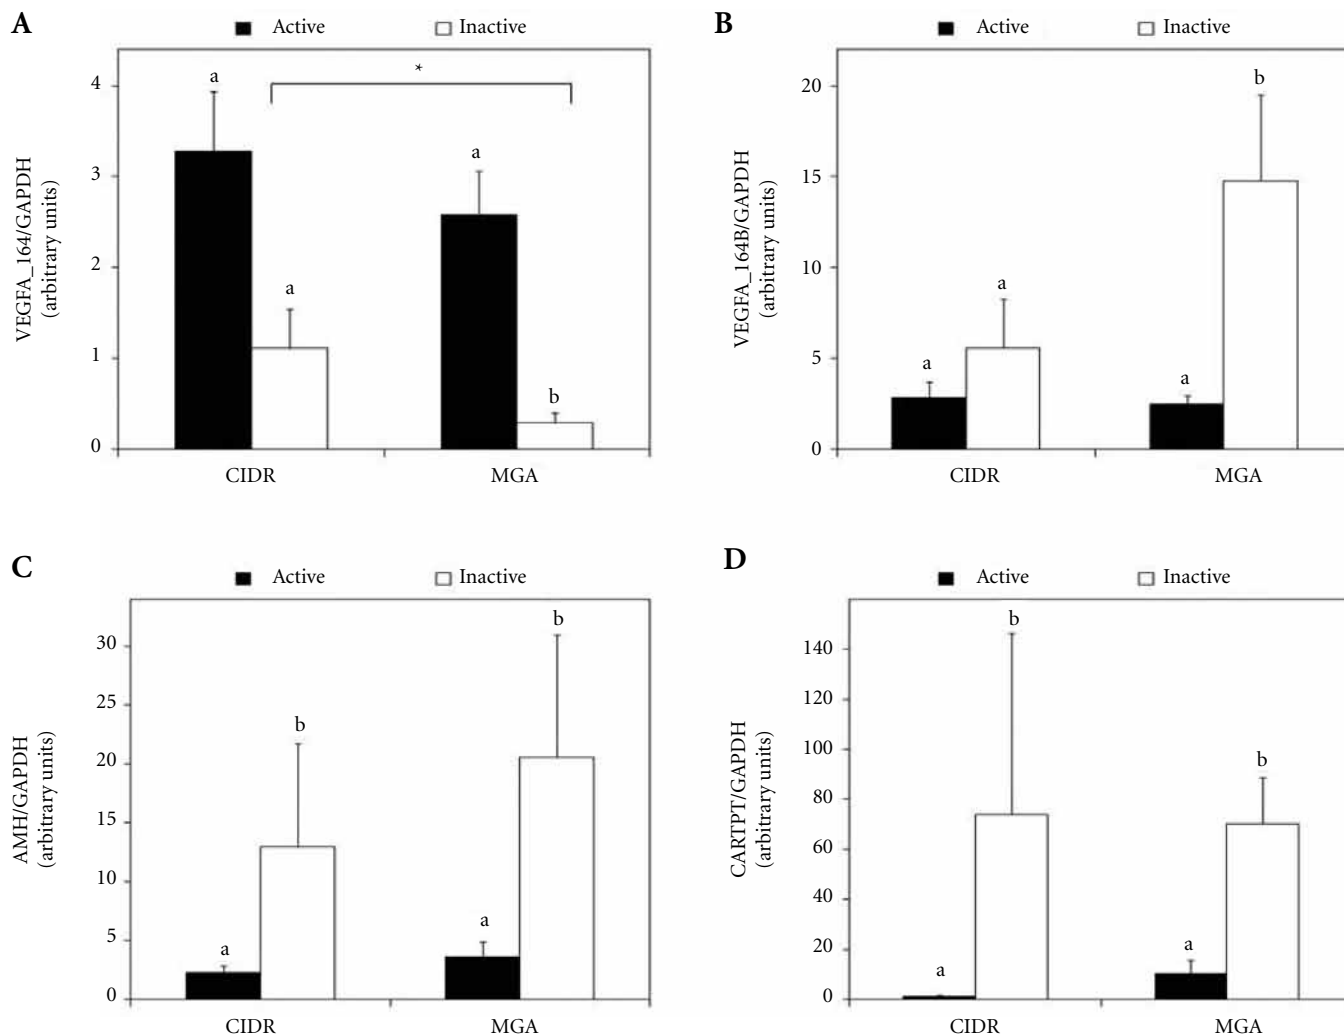 A
Active
Inactive
VEGFA_164/GAPDH
(arbitrary units)
4
3
2
1
0
a
a
a
b
*
CIDR
MGA
B
Active
Inactive
VEGFA_164B/GAPDH
(arbitrary units)
20
15
10
5
0
a
a
a
b
CIDR
MGA
C
Active
Inactive
AMH/GAPDH
(arbitrary units)
30
25
20
15
10
5
0
a
b
a
b
CIDR
MGA
D
Active
Inactive
CARTPT/GAPDH
(arbitrary units)
140
120
100
80
60
40
20
0
a
b
a
b
CIDR
MGA